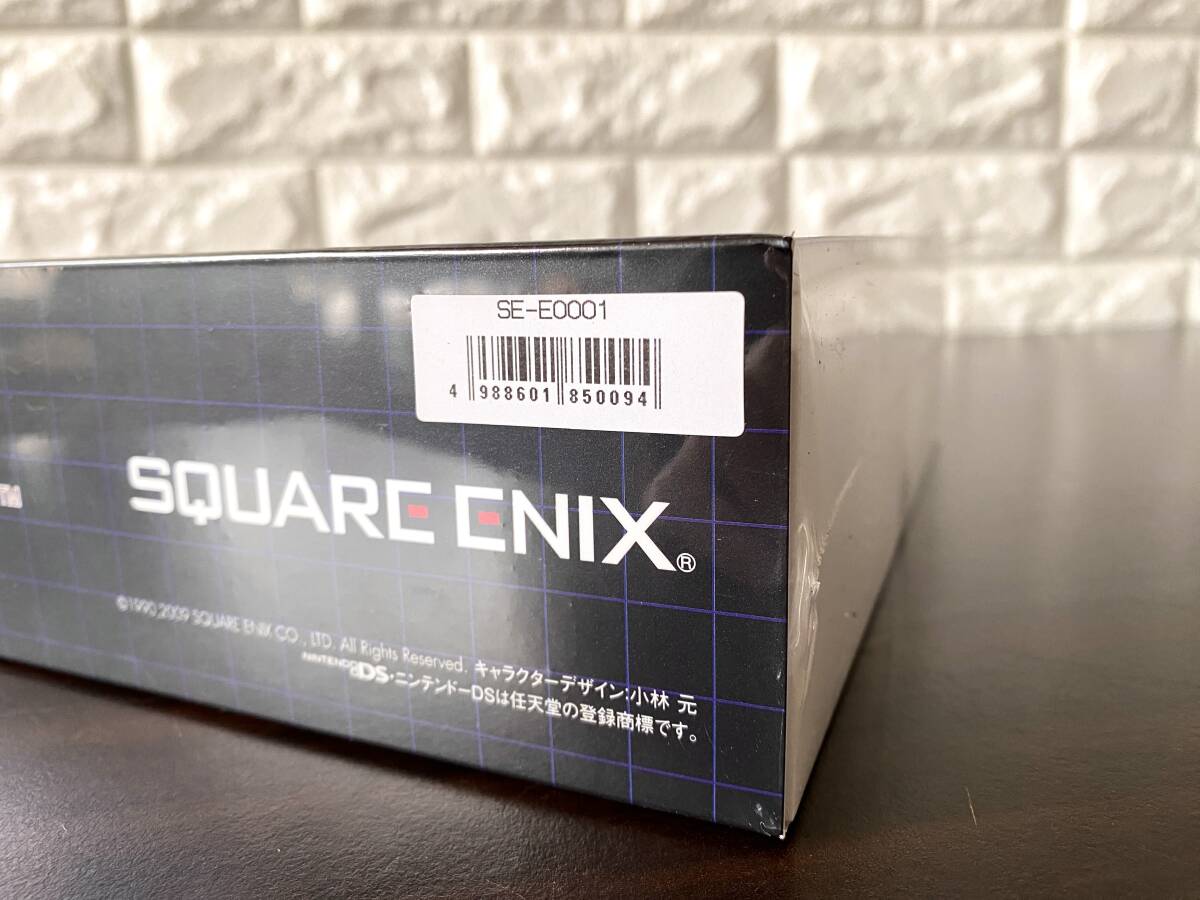 SE-E0001
4 988601 850094
TM
SQUARE ENIX®
©1990,2009 SQUARE ENIX CO., LTD. All Rights Reserved. キャラクターデザイン:小林 元
NINTENDO DS・ニンテンドーDSは任天堂の登録商標です。